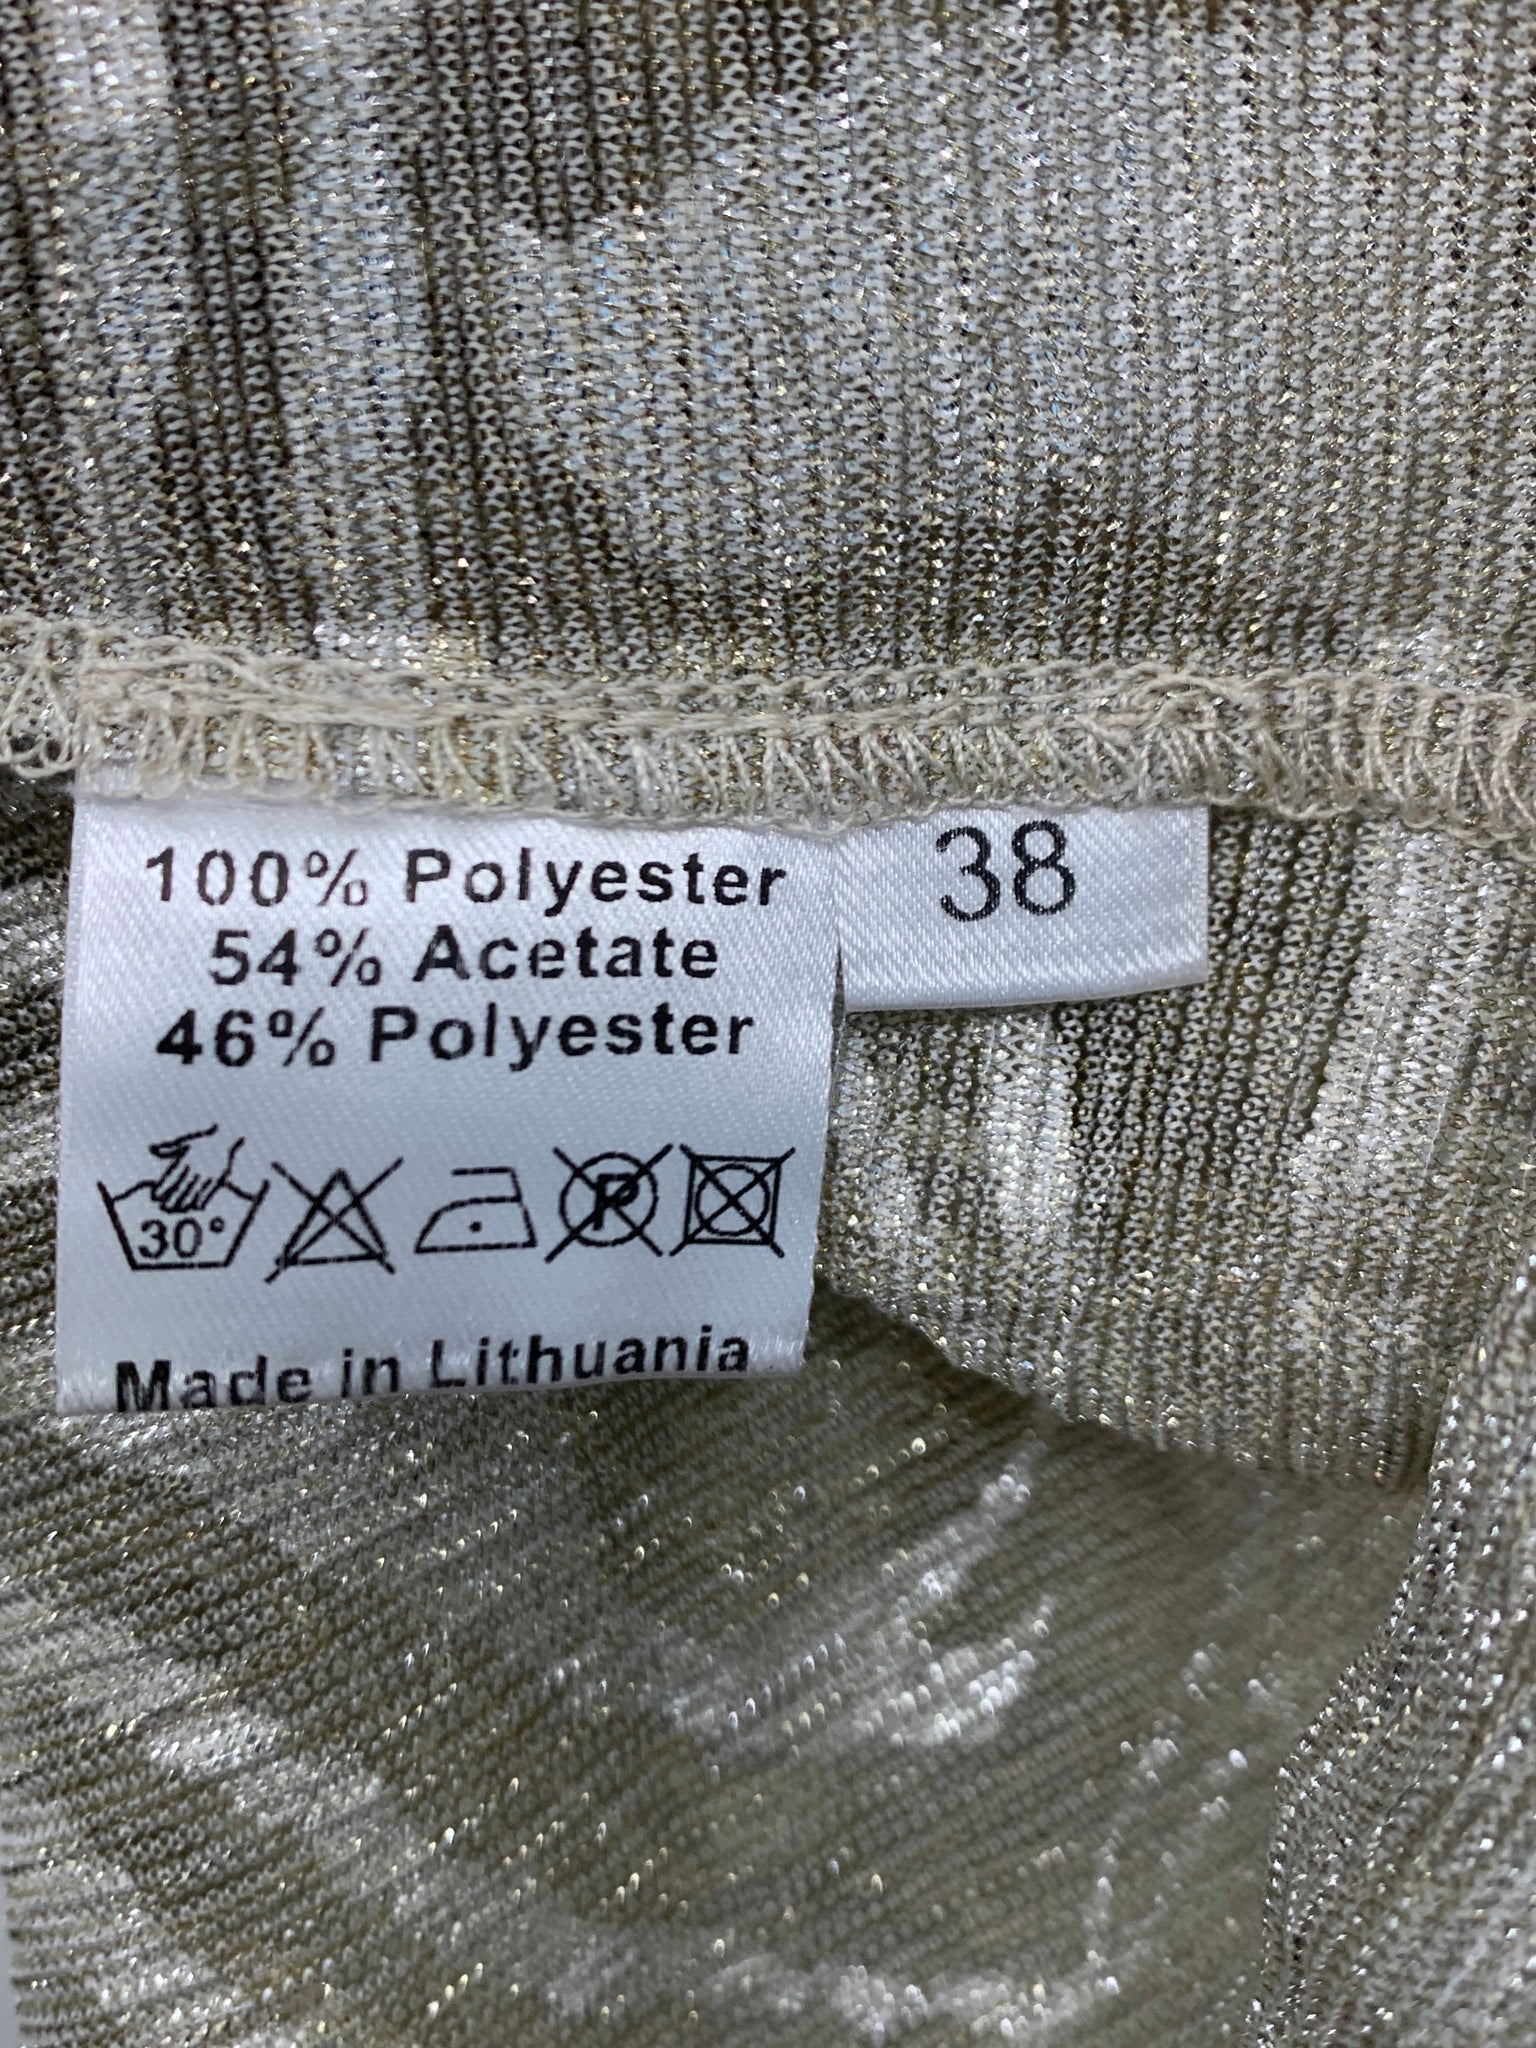 100% Polyester
54% Acetate
46% Polyester
38
30°
P
Made in Lithuania